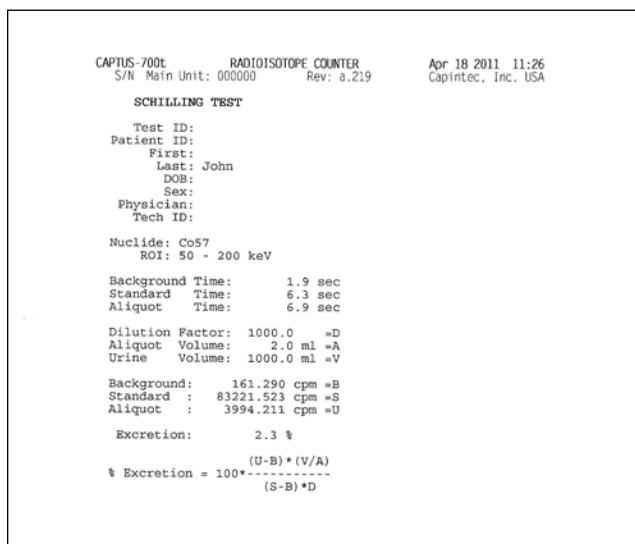 CAPTUS-700t RADIOISOTOPE COUNTER Apr 18 2011 11:26
S/N Main Unit: 000000 Rev: a.219 Capintec, Inc. USA
SCHILLING TEST
Test ID:
Patient ID:
First:
Last: John
DOB:
Sex:
Physician:
Tech ID:
Nuclide: Co57
ROI: 50 - 200 keV
Background Time: 1.9 sec
Standard Time: 6.3 sec
Aliquot Time: 6.9 sec
Dilution Factor: 1000.0 =D
Aliquot Volume: 2.0 ml =A
Urine Volume: 1000.0 ml =V
Background: 161.290 cpm =B
Standard : 83221.523 cpm =S
Aliquot : 3994.211 cpm =U
Excretion: 2.3 %
(U-B)*(V/A)
% Excretion = 100*-----------
(S-B)*D